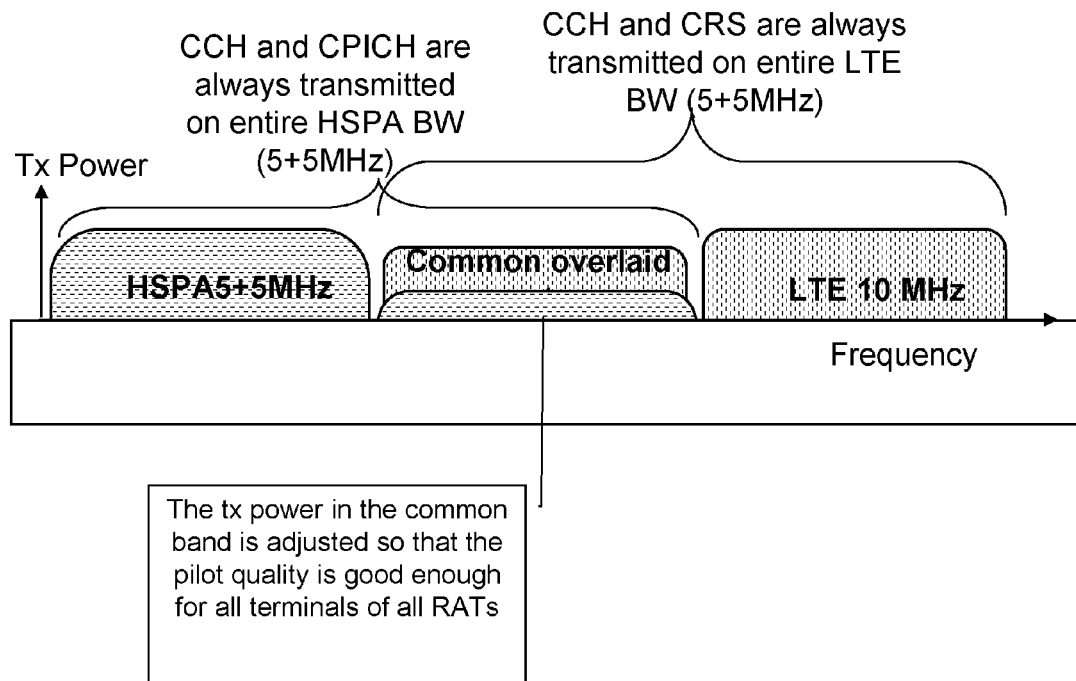 CCH and CPICH are
always transmitted
on entire HSPA BW
(5+5MHz)
CCH and CRS are always
transmitted on entire LTE
BW (5+5MHz)
Tx Power
HSPA5+5MHz
Common overlaid
LTE 10 MHz
Frequency
The tx power in the common
band is adjusted so that the
pilot quality is good enough
for all terminals of all RATs